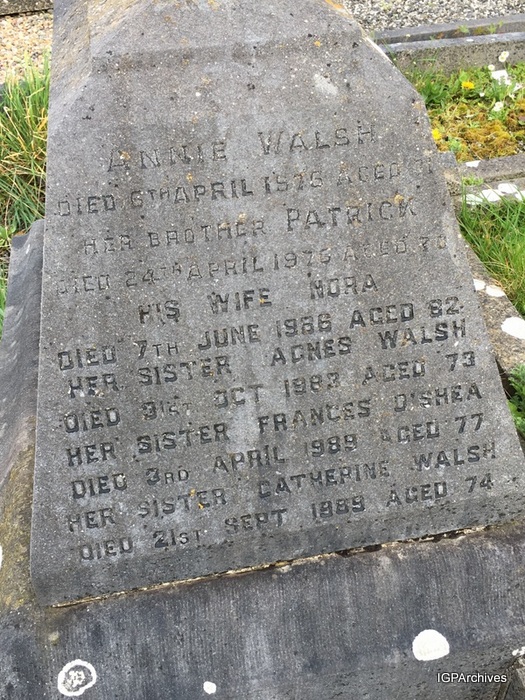 ANNIE WALSH
DIED 6TH APRIL 1975 AGED
HER BROTHER PATRICK
DIED 24TH APRIL 1975 AGED 70
HIS WIFE NORA
DIED 7TH JUNE 1986 AGED 82.
HER SISTER AGNES WALSH
DIED 31ST OCT 1983 AGED 73
HER SISTER FRANCES O'SHEA
DIED 3RD APRIL 1989 AGED 77
HER SISTER CATHERINE WALSH
DIED 21ST SEPT 1989 AGED 74
IGPArchives